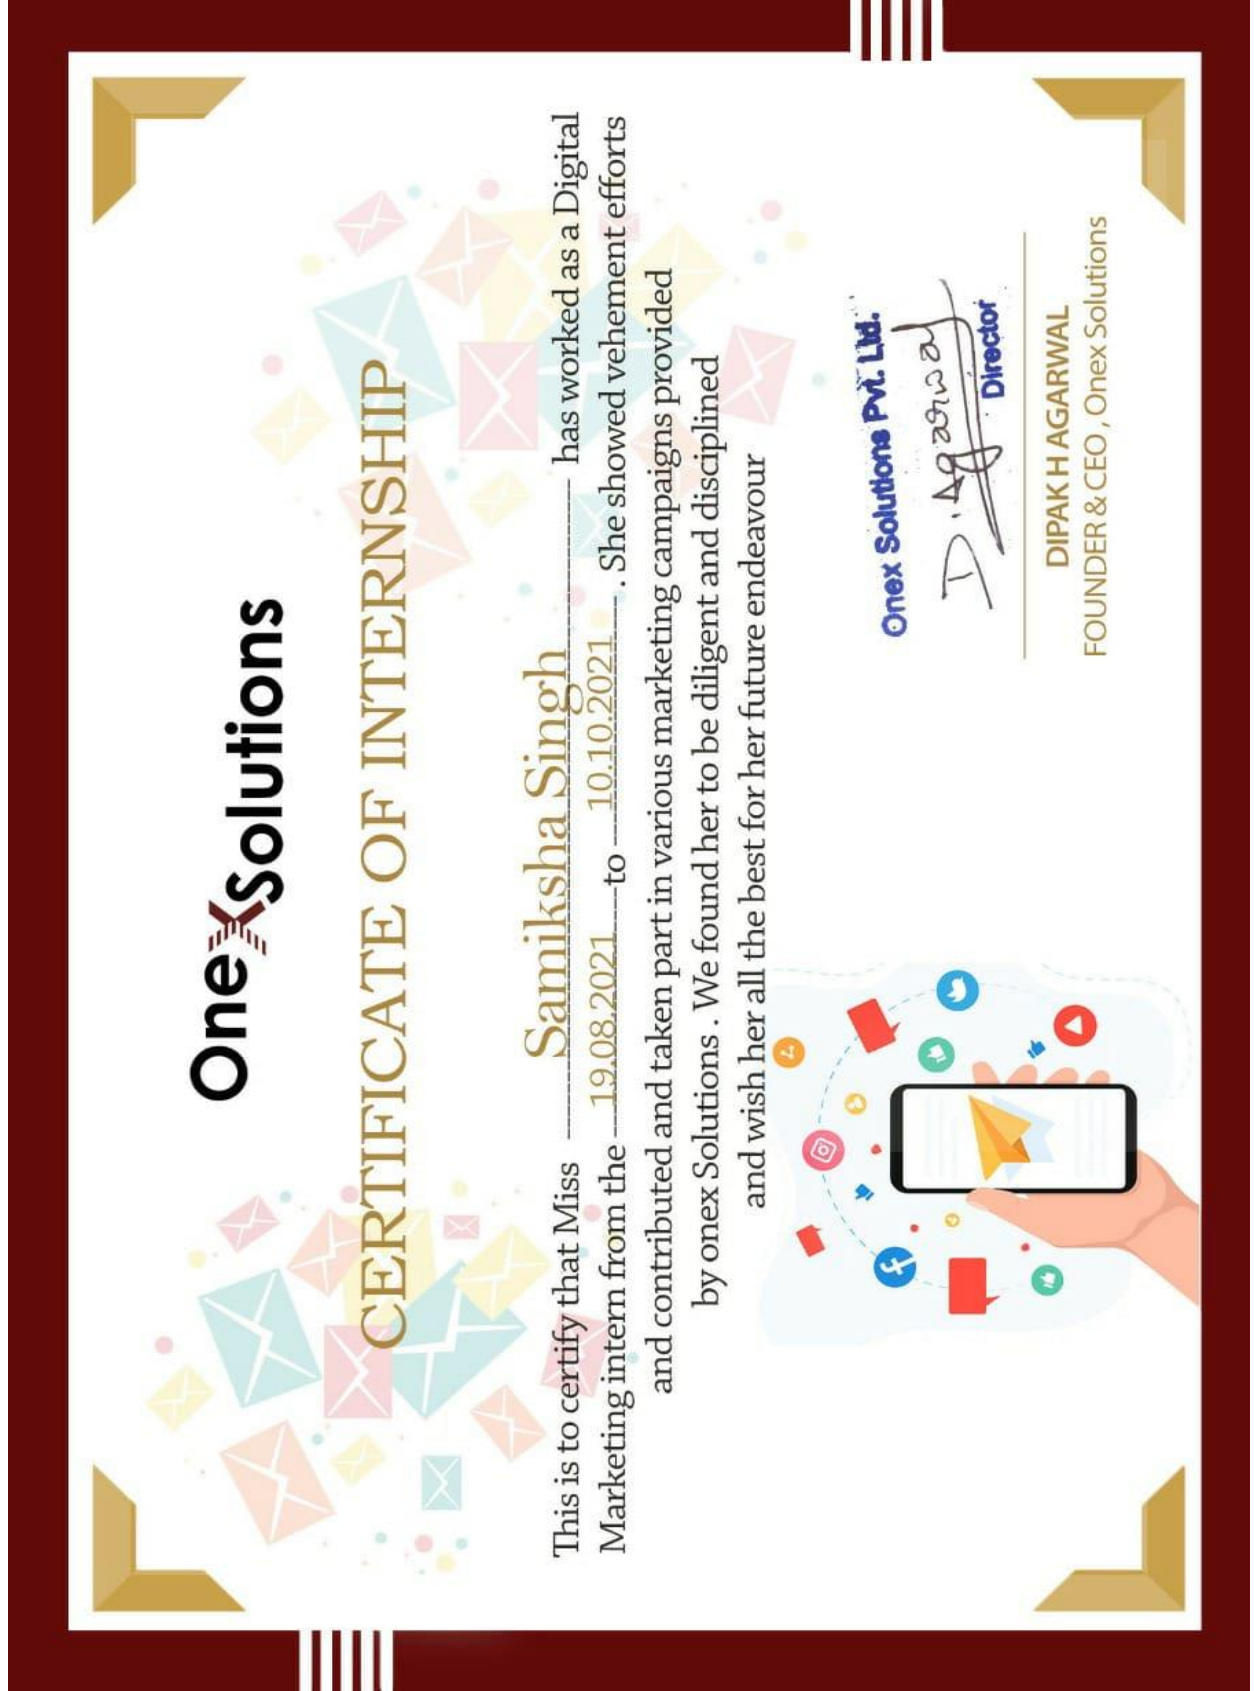 OneXSolutions
CERTIFICATE OF INTERNSHIP
This is to certify that Miss Samiksha Singh has worked as a Digital
Marketing intern from the 19.08.2021 to 10.10.2021 . She showed vehement efforts
and contributed and taken part in various marketing campaigns provided
by onex Solutions . We found her to be diligent and disciplined
and wish her all the best for her future endeavour
Onex Solutions Pvt. Ltd.
D. Agarwal
Director
DIPAK H AGARWAL
FOUNDER & CEO , Onex Solutions